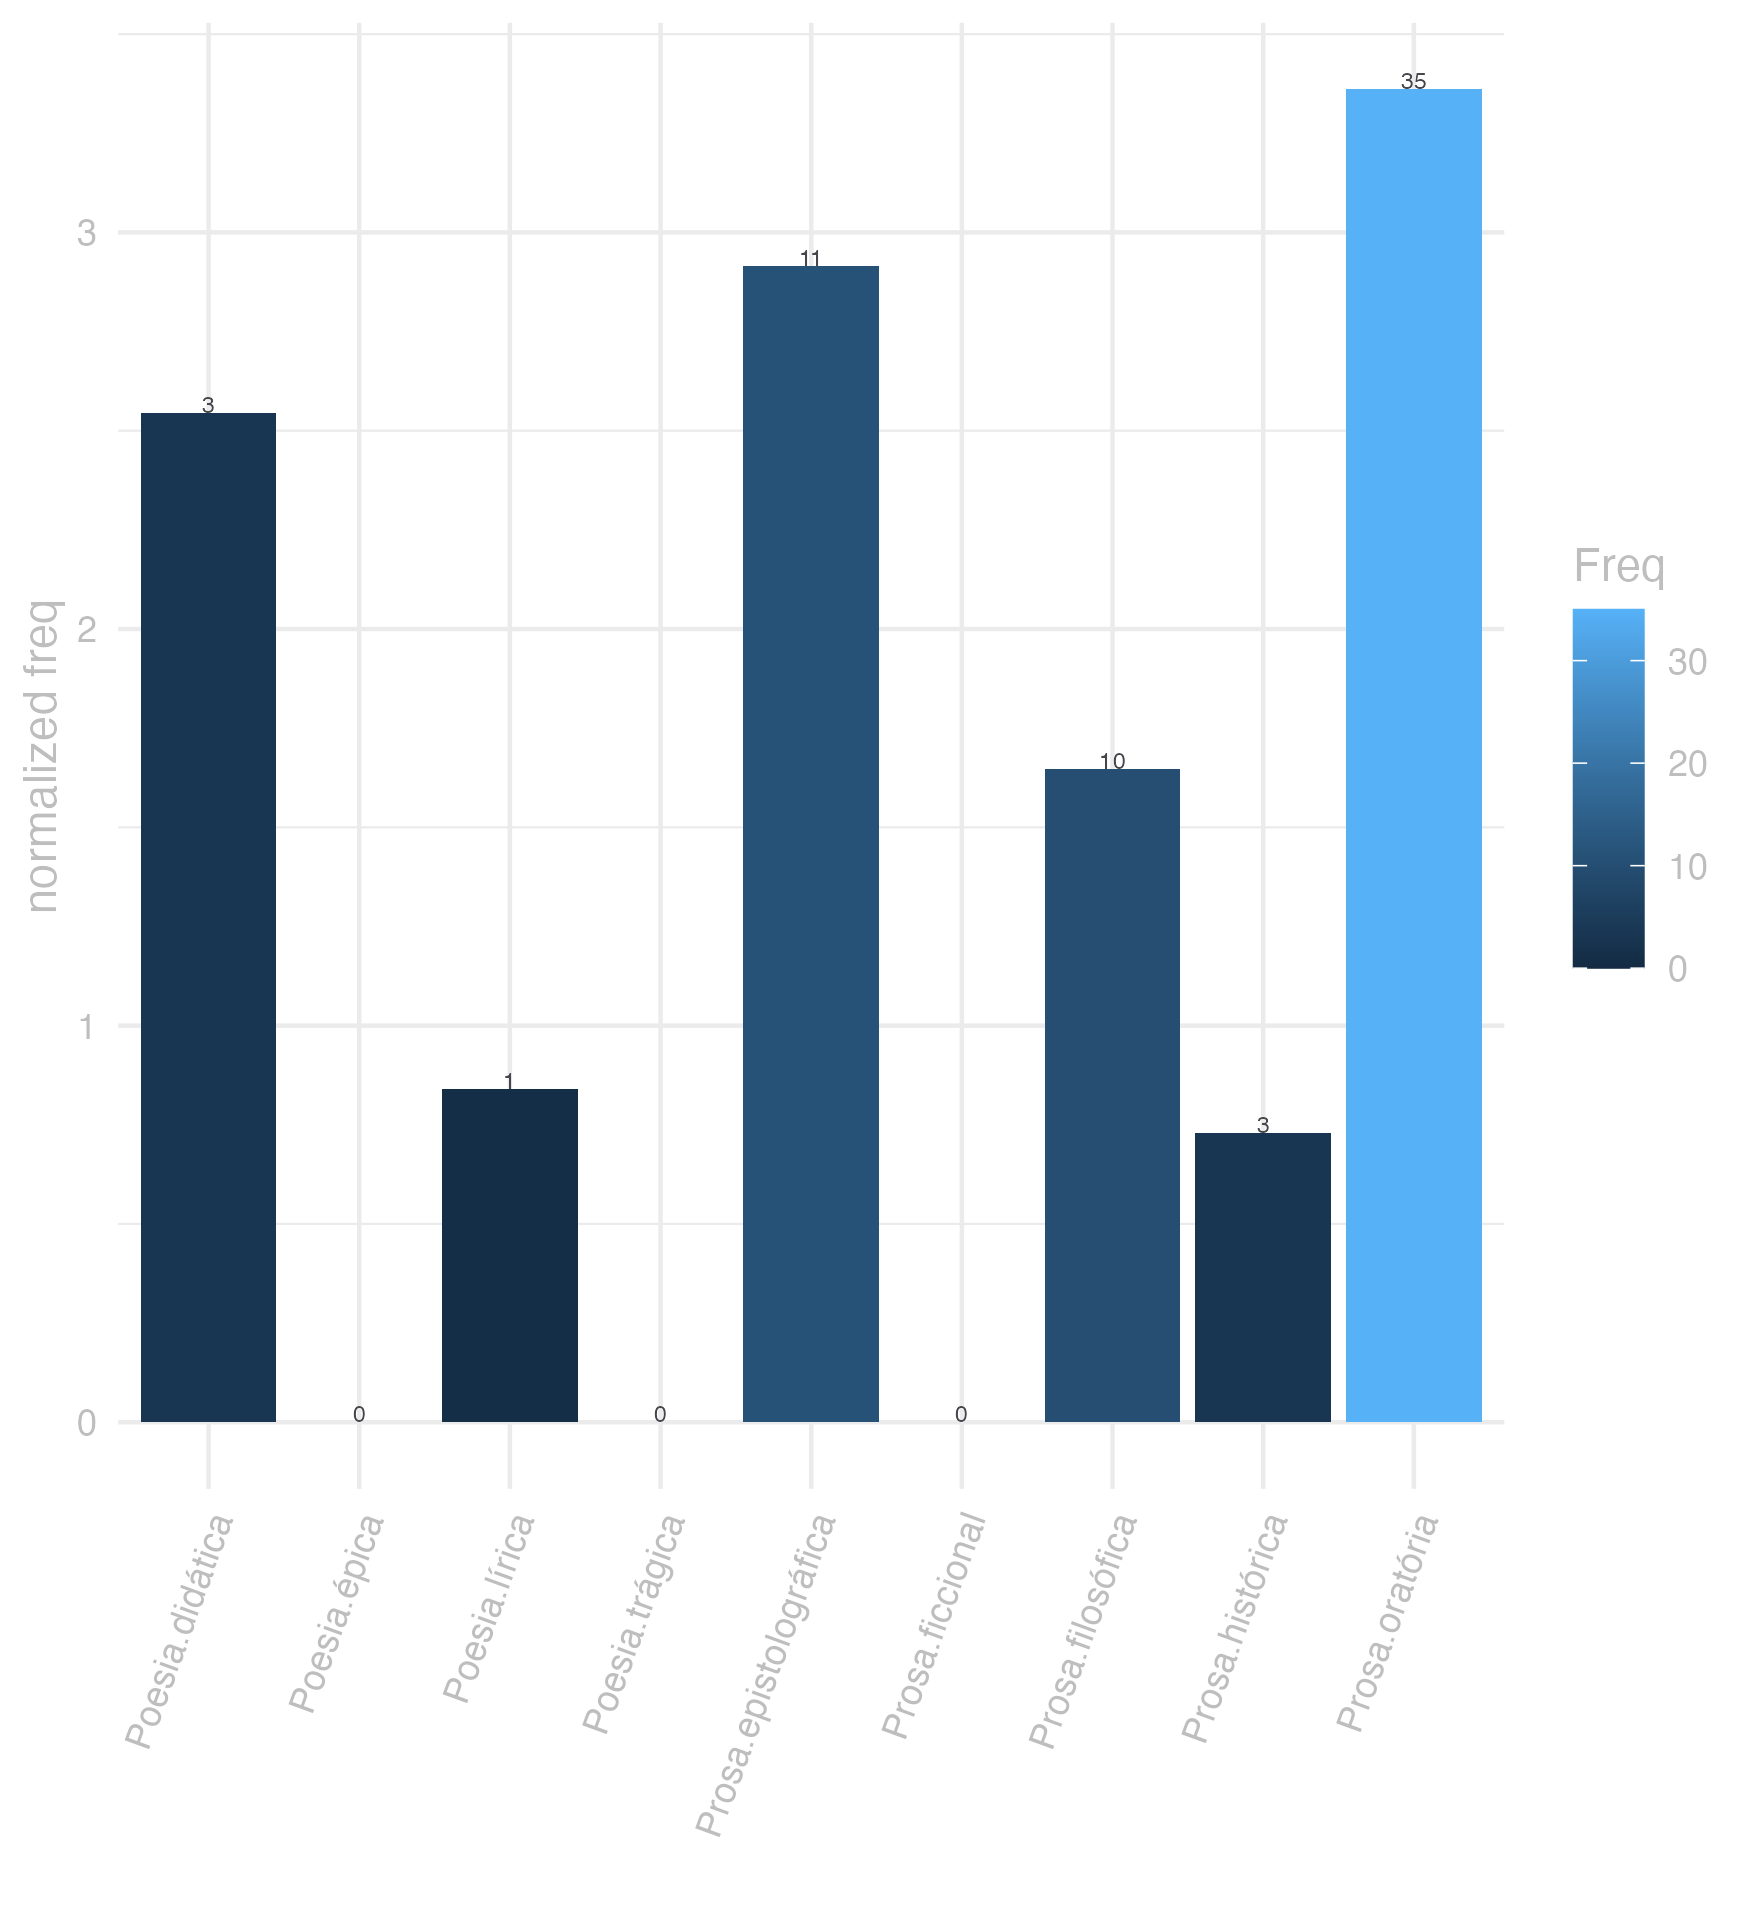 35
3
11
3
2
10
1
1
3
0
0
0
0
normalized freq
Freq
30
20
10
0
Poesia.didática
Poesia.épica
Poesia.lírica
Poesia.trágica
Prosa.epistolográfica
Prosa.ficcional
Prosa.filosófica
Prosa.histórica
Prosa.oratória